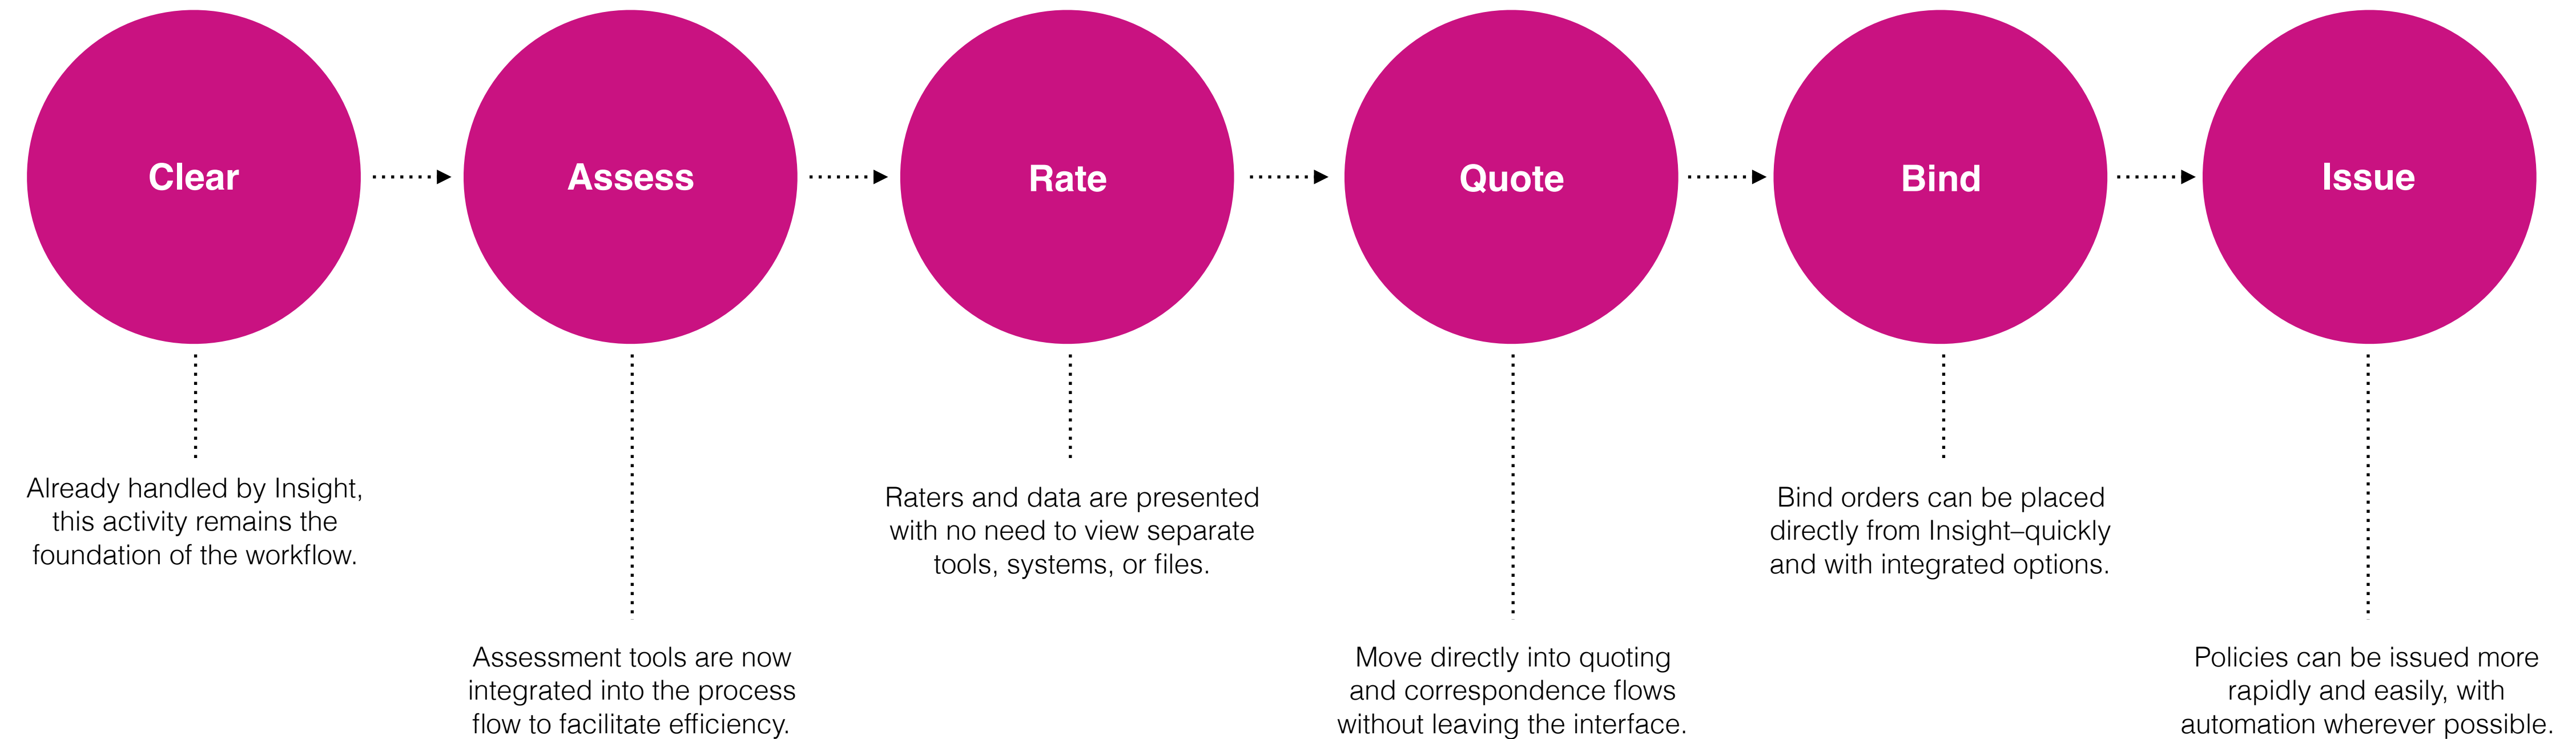 Clear
Assess
Rate
Quote
Bind
Issue
Already handled by Insight,
this activity remains the
foundation of the workflow.
Assessment tools are now
integrated into the process
flow to facilitate efficiency.
Raters and data are presented
with no need to view separate
tools, systems, or files.
Move directly into quoting
and correspondence flows
without leaving the interface.
Bind orders can be placed
directly from Insight–quickly
and with integrated options.
Policies can be issued more
rapidly and easily, with
automation wherever possible.